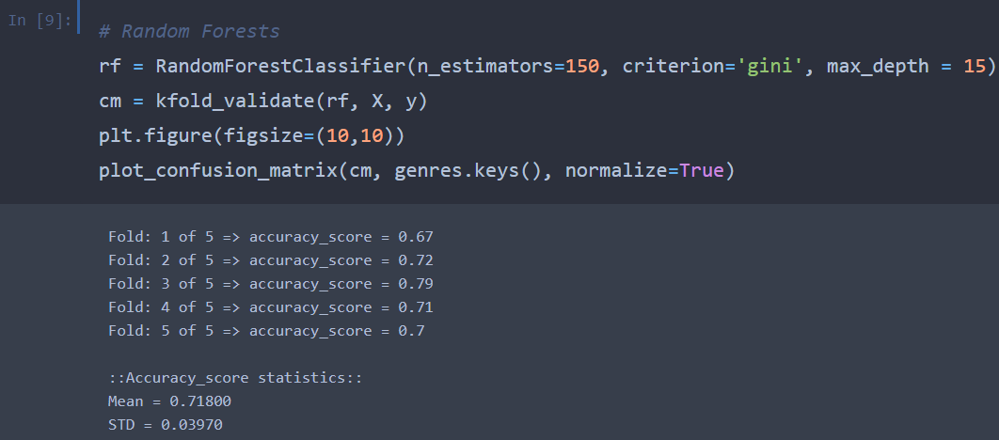 In [9]:
# Random Forests
rf = RandomForestClassifier(n_estimators=150, criterion='gini', max_depth = 15)
cm = kfold_validate(rf, X, y)
plt.figure(figsize=(10,10))
plot_confusion_matrix(cm, genres.keys(), normalize=True)
Fold: 1 of 5 => accuracy_score = 0.67
Fold: 2 of 5 => accuracy_score = 0.72
Fold: 3 of 5 => accuracy_score = 0.79
Fold: 4 of 5 => accuracy_score = 0.71
Fold: 5 of 5 => accuracy_score = 0.7
::Accuracy_score statistics::
Mean = 0.71800
STD = 0.03970